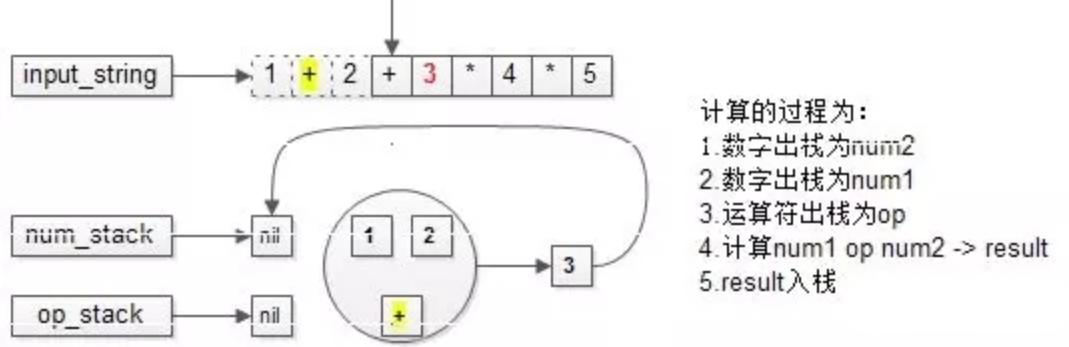 input_string 1 + 2 + 3 * 4 * 5
计算的过程为：
1.数字出栈为num2
2.数字出栈为num1
3.运算符出栈为op
4.计算num1 op num2 -> result
5.result入栈
num_stack nil 1 2
3
op_stack nil +